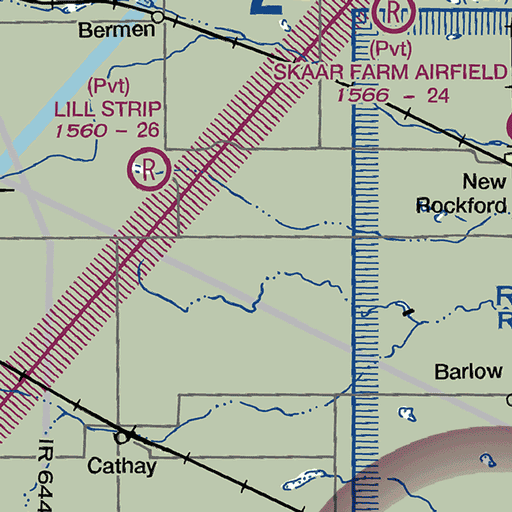 Bermen
R
(Pvt)
SKAAR FARM AIRFIELD
1566 - 24
(Pvt)
LILL STRIP
1560 - 26
R
New
Rockford
R
R
Barlow
Cathay
IR-644